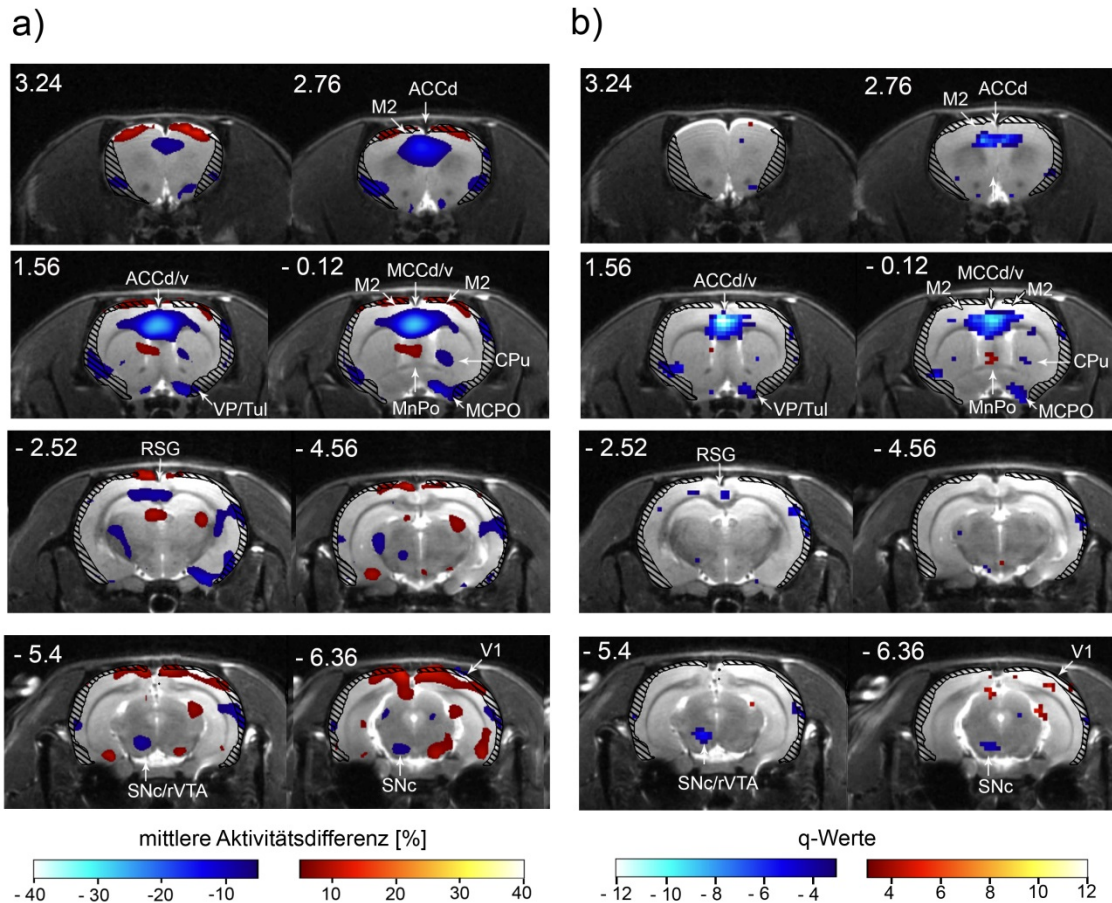 a)
3.24
2.76
M2
ACCd
1.56
ACCd/v
- 0.12
M2
MCCd/v
M2
CPu
VP/Tul
MnPo
MCPO
- 2.52
RSG
- 4.56
- 5.4
- 6.36
V1
SNc/rVTA
SNc
mittlere Aktivitätsdifferenz [%]
- 40 - 30 -20 - 10
10 20 30 40
b)
3.24
2.76
M2
ACCd
1.56
ACCd/v
- 0.12
MCCd/v
M2
M2
CPu
VP/Tul
MnPo
MCPO
- 2.52
RSG
- 4.56
- 5.4
- 6.36
V1
SNc/rVTA
SNc
q-Werte
- 12 - 10 - 8 - 6 - 4
4 6 8 10 12